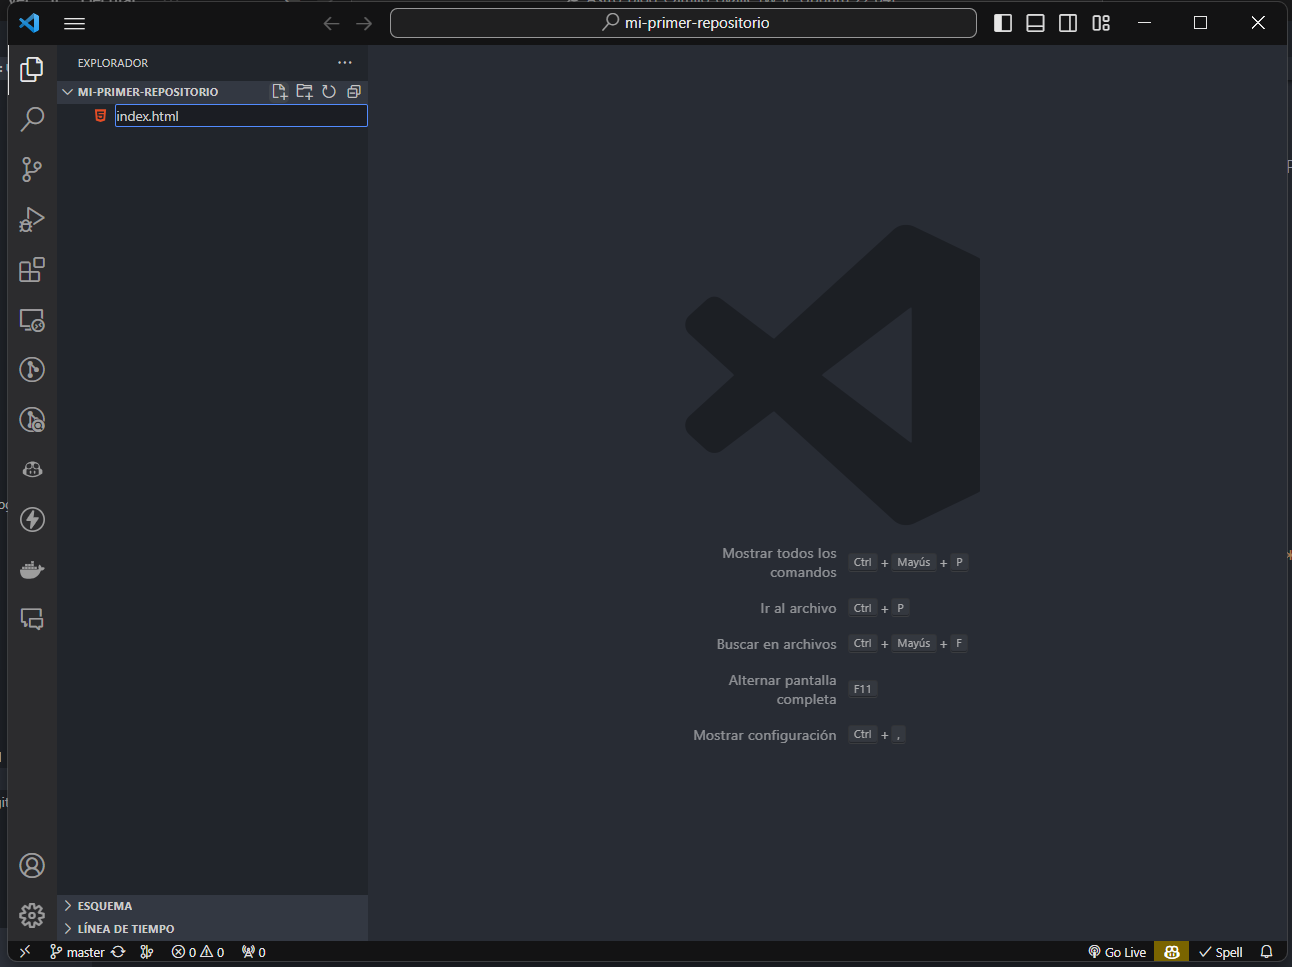 mi-primer-repositorio
EXPLORADOR
MI-PRIMER-REPOSITORIO
index.html
Mostrar todos los
comandos
Ctrl + Mayús + P
Ir al archivo Ctrl + P
Buscar en archivos Ctrl + Mayús + F
Alternar pantalla
completa
F11
Mostrar configuración Ctrl + ,
ESQUEMA
LÍNEA DE TIEMPO
master 0 0 0 Go Live Spell